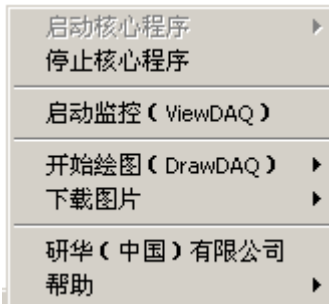 启动核心程序
停止核心程序
启动监控(ViewDAQ)
开始绘图(DrawDAQ)
下载图片
研华(中国)有限公司
帮助